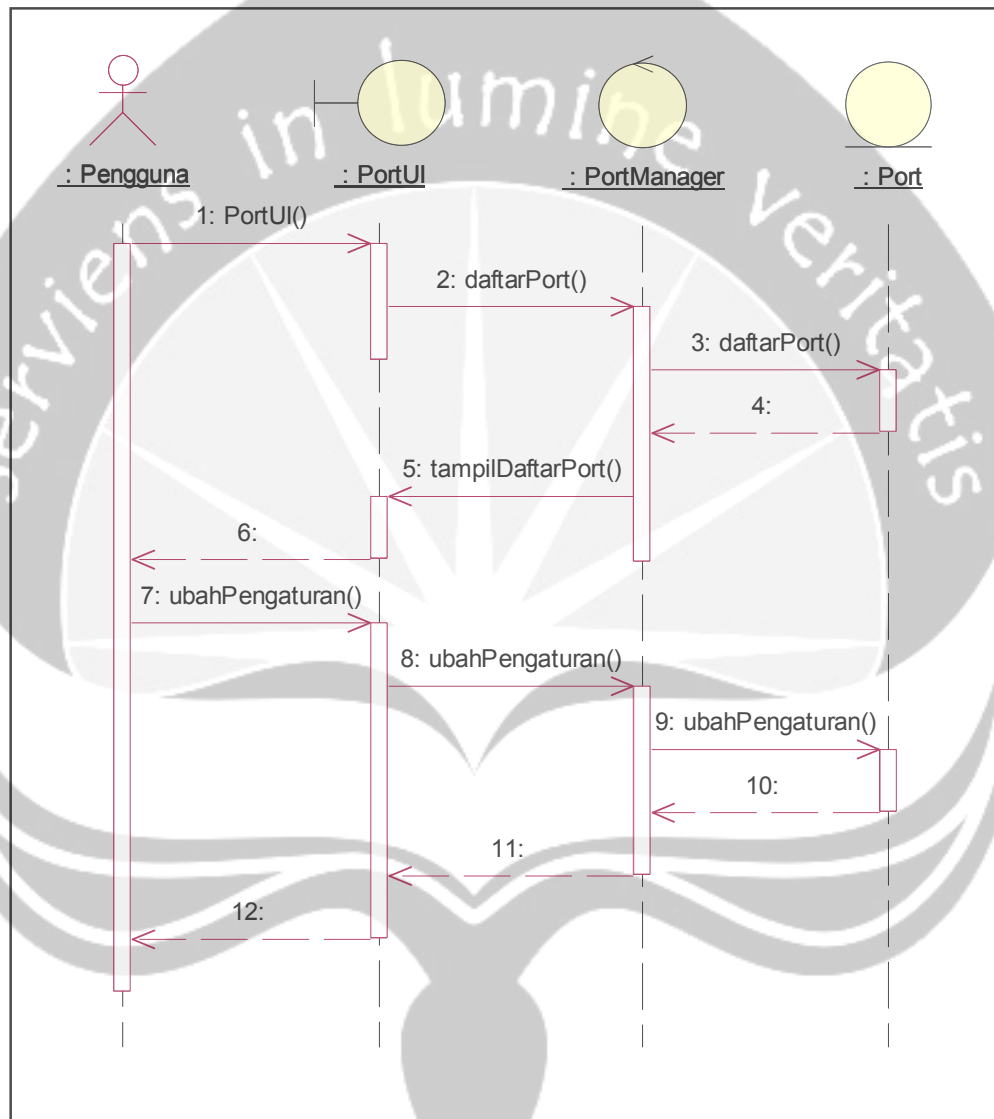 serviens in lumine veritatis
: Pengguna
: PortUI
: PortManager
: Port
1: PortUI()
2: daftarPort()
3: daftarPort()
4:
5: tampilDaftarPort()
6:
7: ubahPengaturan()
8: ubahPengaturan()
9: ubahPengaturan()
10:
11:
12: